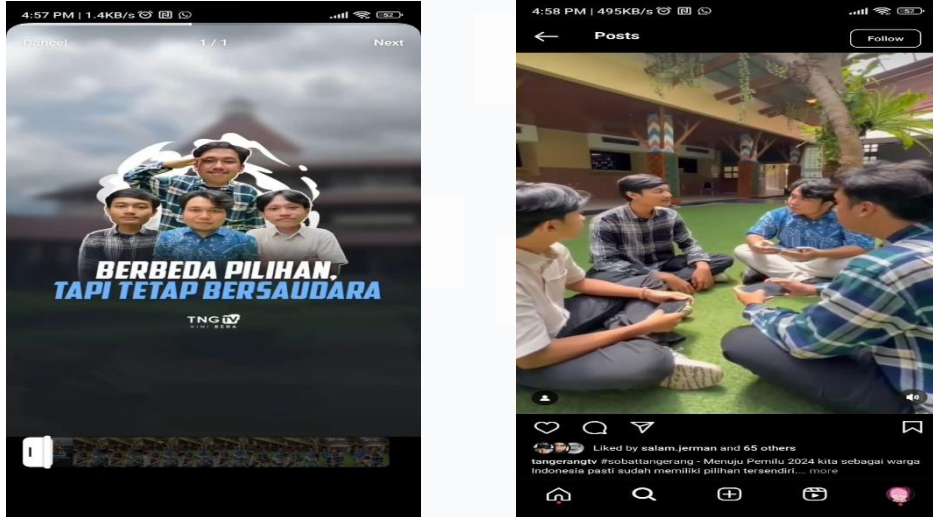 4:57 PM | 1.4KB/s
52
Cancel
1/1
Next
BERBEDA PILIHAN,
TAPI TETAP BERSAUDARA
TNG TV
KINI BEDA
4:58 PM | 495KB/s
52
Posts
Follow
Liked by salam.jerman and 65 others
tangerangtv #sobattangerang - Menuju Pemilu 2024 kita sebagai warga
Indonesia pasti sudah memiliki pilihan tersendiri.... more